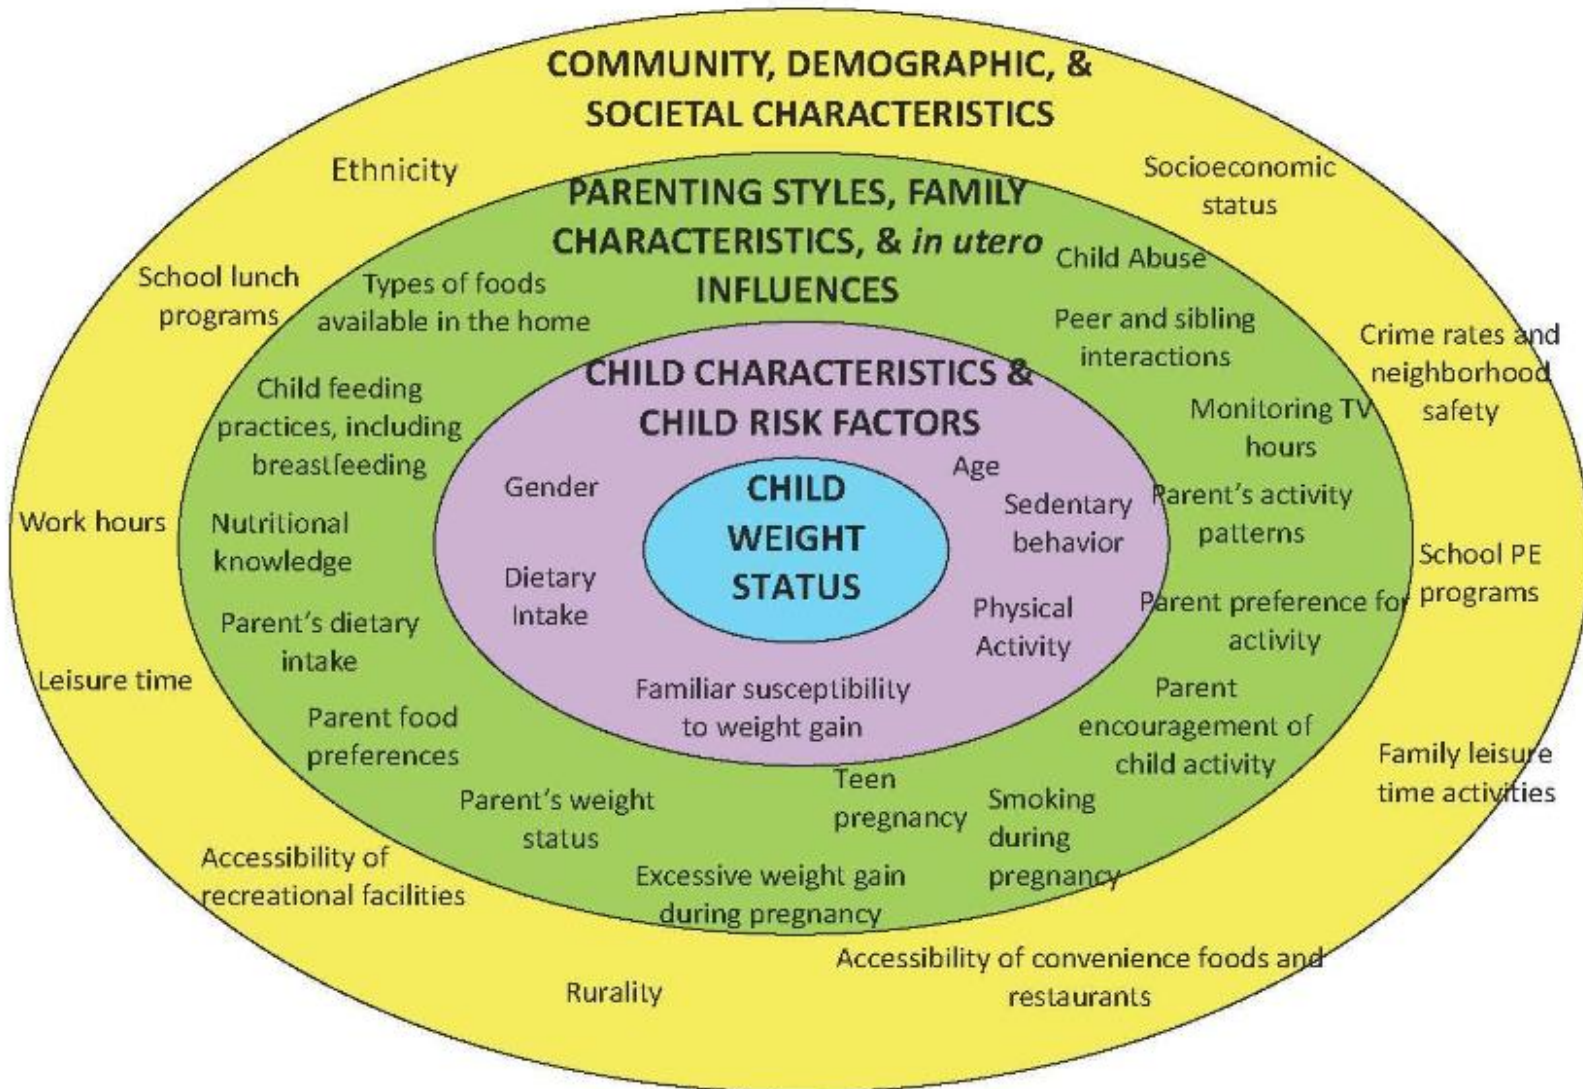 COMMUNITY, DEMOGRAPHIC, &
SOCIETAL CHARACTERISTICS
Ethnicity
Socioeconomic
status
School lunch
programs
Crime rates and
neighborhood
safety
Work hours
School PE
programs
Leisure time
Family leisure
time activities
Accessibility of
recreational facilities
Rurality
Accessibility of convenience foods and
restaurants
PARENTING STYLES, FAMILY
CHARACTERISTICS, & in utero
INFLUENCES
Types of foods
available in the home
Child Abuse
Peer and sibling
interactions
Child feeding
practices, including
breastfeeding
Monitoring TV
hours
Nutritional
knowledge
Parent's activity
patterns
Parent's dietary
intake
Parent preference for
activity
Parent food
preferences
Parent
encouragement of
child activity
Parent's weight
status
Teen
pregnancy
Smoking
during
pregnancy
Excessive weight gain
during pregnancy
CHILD CHARACTERISTICS &
CHILD RISK FACTORS
Gender
Age
Sedentary
behavior
Dietary
Intake
Physical
Activity
Familiar susceptibility
to weight gain
CHILD
WEIGHT
STATUS